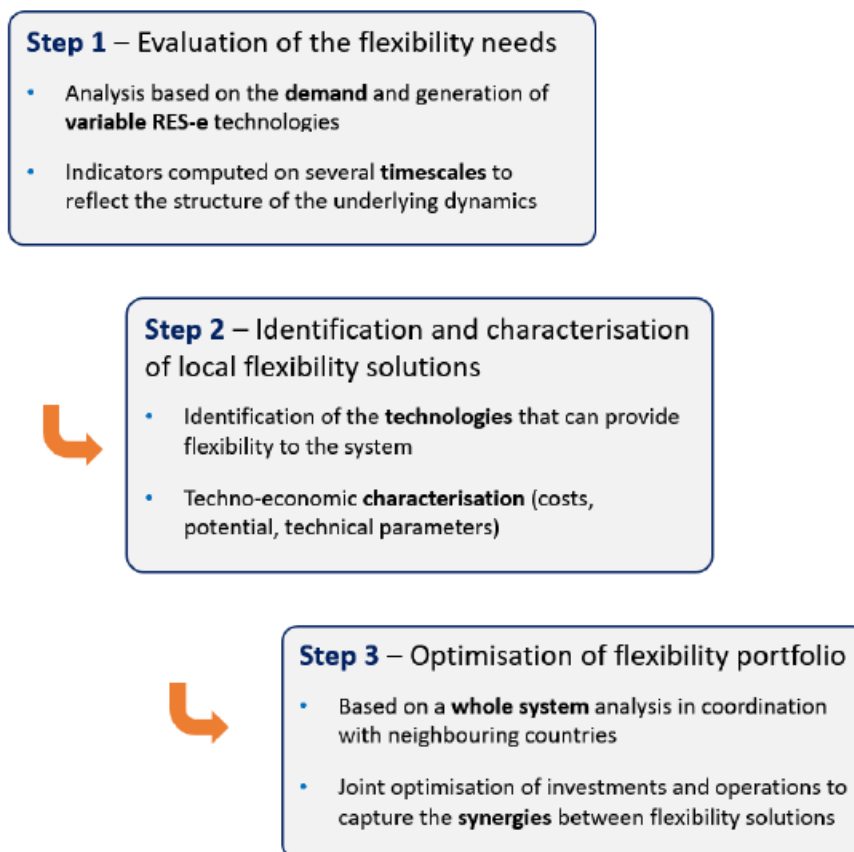 Step 1 – Evaluation of the flexibility needs
• Analysis based on the demand and generation of
variable RES-e technologies
• Indicators computed on several timescales to
reflect the structure of the underlying dynamics
Step 2 – Identification and characterisation
of local flexibility solutions
• Identification of the technologies that can provide
flexibility to the system
• Techno-economic characterisation (costs,
potential, technical parameters)
Step 3 – Optimisation of flexibility portfolio
• Based on a whole system analysis in coordination
with neighbouring countries
• Joint optimisation of investments and operations to
capture the synergies between flexibility solutions